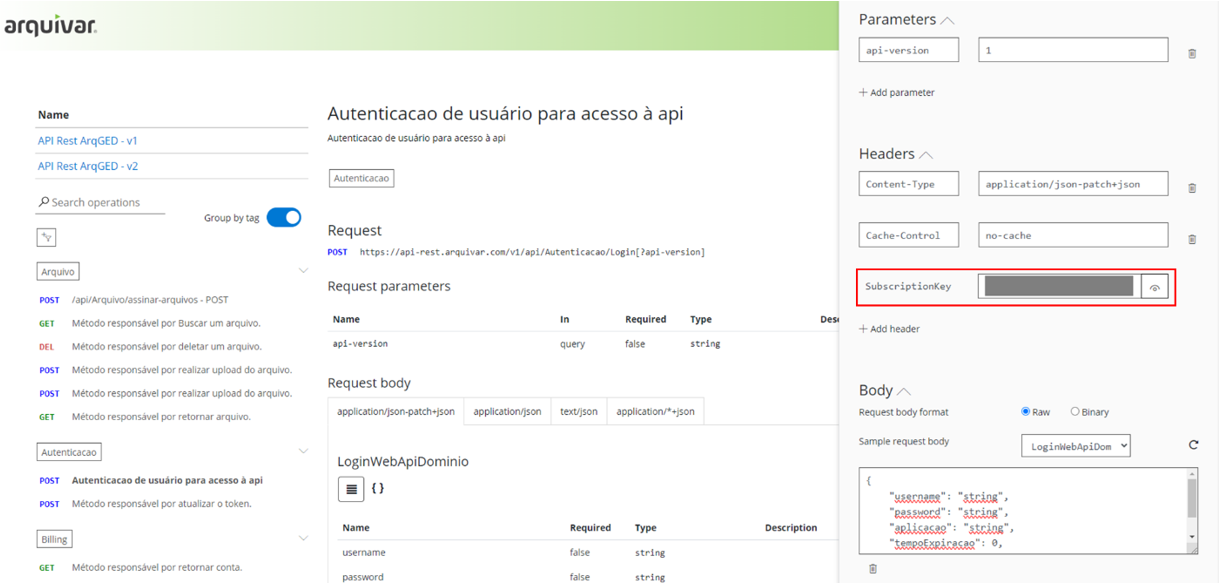 arquivar
Name
API Rest ArqGED - v1
API Rest ArqGED - v2
Search operations
Group by tag
Arquivo
POST /api/Arquivo/assinar-arquivos - POST
GET Método responsável por Buscar um arquivo.
DEL Método responsável por deletar um arquivo.
POST Método responsável por realizar upload do arquivo.
POST Método responsável por realizar upload do arquivo.
GET Método responsável por retornar arquivo.
Autenticacao
POST Autenticacao de usuário para acesso à api
POST Método responsável por atualizar o token.
Billing
GET Método responsável por retornar conta.
Autenticacao de usuário para acesso à api
Autenticacao de usuário para acesso à api
Autenticacao
Request
POST https://api-rest.arquivar.com/v1/api/Autenticacao/Login[?api-version]
Request parameters
Name In Required Type Des
api-version query false string
Request body
application/json-patch+json application/json text/json application/*+json
LoginWebApiDominio
{ }
Name Required Type Description
username false string
password false string
Parameters
api-version 1
+ Add parameter
Headers
Content-Type application/json-patch+json
Cache-Control no-cache
SubscriptionKey
+ Add header
Body
Request body format Raw Binary
Sample request body LoginWebApiDom
{
"username": "string",
"password": "string",
"aplicacao": "string",
"tempoExpiracao": 0,